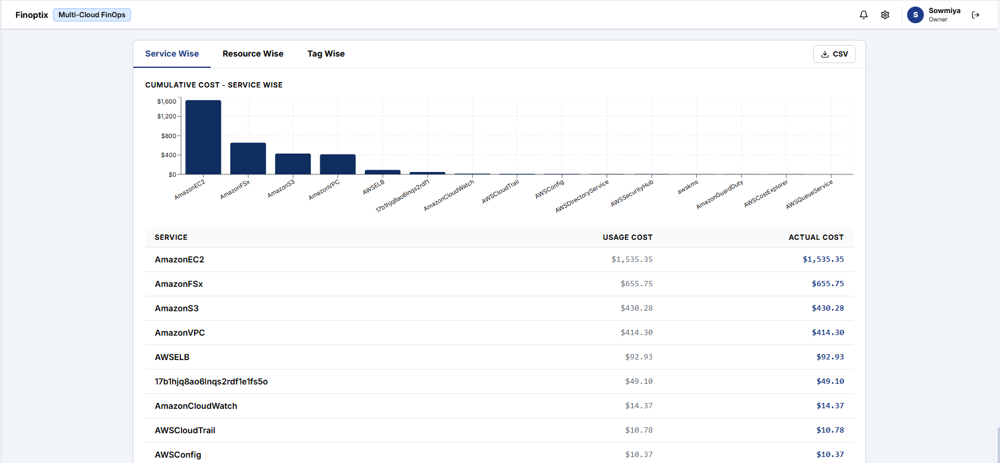 Finoptix Multi-Cloud FinOps
S Sowmiya
Owner
Service Wise Resource Wise Tag Wise CSV
CUMULATIVE COST - SERVICE WISE
$1,600
$1,200
$800
$400
$0
AmazonEC2 AmazonFSx AmazonS3 AmazonVPC AWSELB 17b1hjq8ao6lnqs2rdf1 AmazonCloudWatch AWSCloudTrail AWSConfig AWSDirectoryService AWSSecurityHub awskms AmazonGuardDuty AWSCostExplorer AWSQueueService
SERVICE USAGE COST ACTUAL COST
AmazonEC2 $1,535.35 $1,535.35
AmazonFSx $655.75 $655.75
AmazonS3 $430.28 $430.28
AmazonVPC $414.30 $414.30
AWSELB $92.93 $92.93
17b1hjq8ao6lnqs2rdf1e1fs5o $49.10 $49.10
AmazonCloudWatch $14.37 $14.37
AWSCloudTrail $10.78 $10.78
AWSConfig $10.37 $10.37